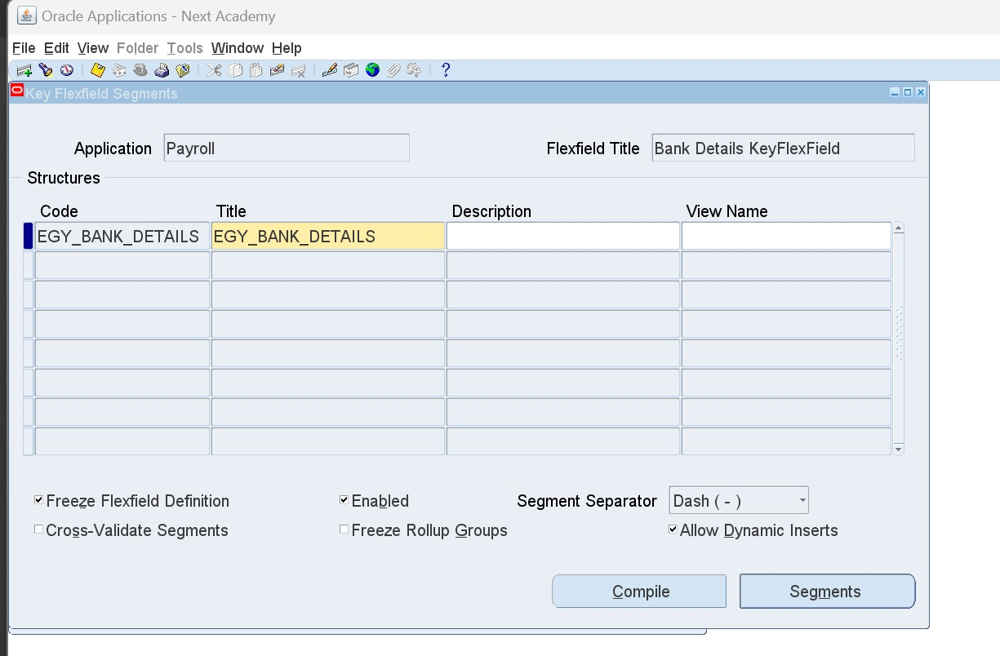 Oracle Applications - Next Academy
File Edit View Folder Tools Window Help
?
Key Flexfield Segments
Application Payroll Flexfield Title Bank Details KeyFlexField
Structures
Code Title Description View Name
EGY_BANK_DETAILS EGY_BANK_DETAILS
Freeze Flexfield Definition Enabled Segment Separator Dash ( - )
Cross-Validate Segments Freeze Rollup Groups Allow Dynamic Inserts
Compile Segments